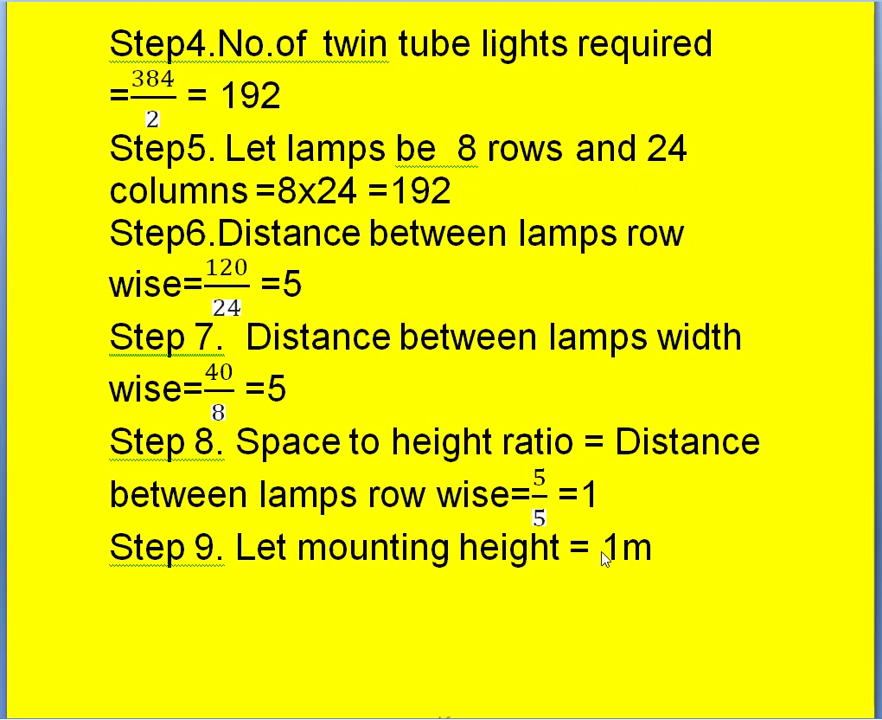 Step4.No.of twin tube lights required
=384/2 = 192
Step5. Let lamps be 8 rows and 24
columns =8x24 =192
Step6.Distance between lamps row
wise=120/24 =5
Step 7. Distance between lamps width
wise=40/8 =5
Step 8. Space to height ratio = Distance
between lamps row wise=5/5 =1
Step 9. Let mounting height = 1m